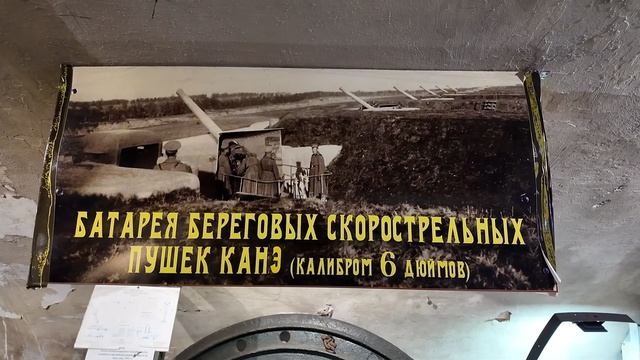 БАТАРЕЯ БЕРЕГОВЫХ СКОРОСТРЕЛЬНЫХ
ПУШЕК КАНЭ (КАЛИБРОМ 6 ДЮЙМОВ)